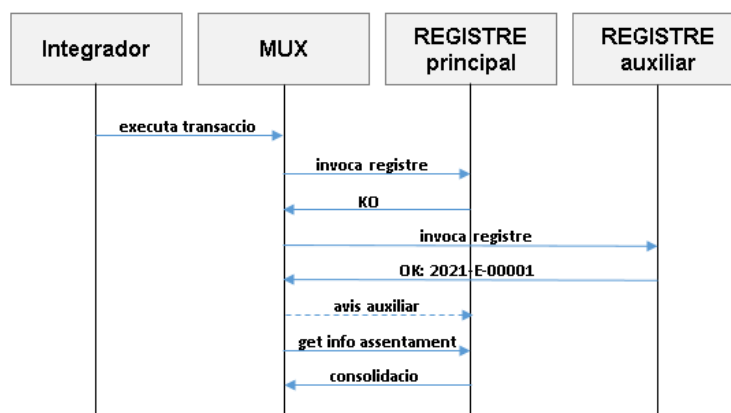 Integrador
MUX
REGISTRE
principal
REGISTRE
auxiliar
executa transaccio
invoca registre
KO
invoca registre
OK: 2021-E-00001
avis auxiliar
get info assentament
consolidacio